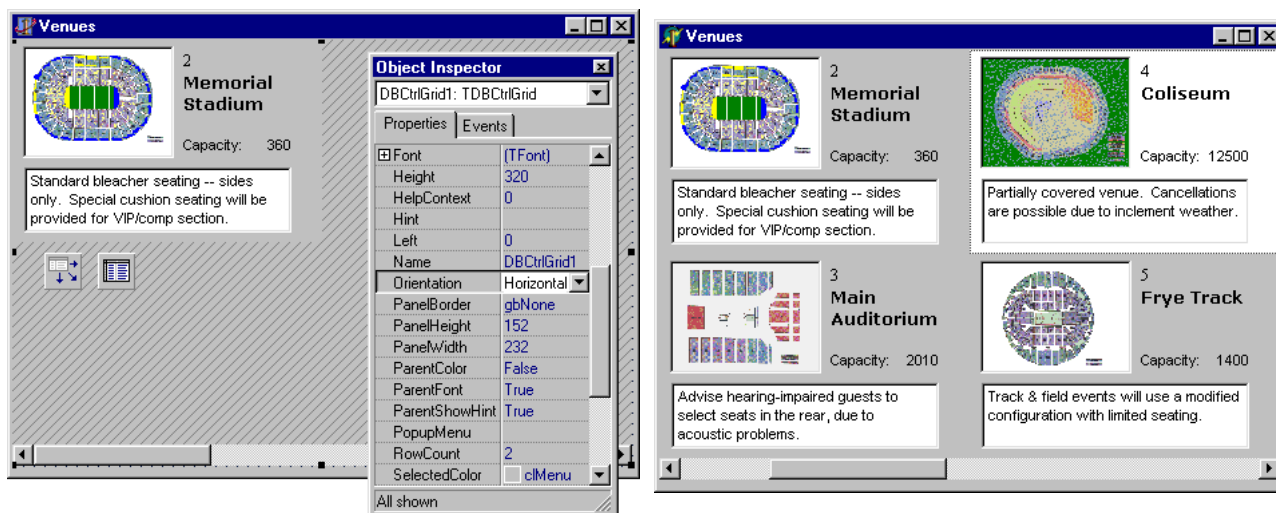 Venues
2
Memorial
Stadium
Capacity: 360
Standard bleacher seating -- sides
only. Special cushion seating will be
provided for VIP/comp section.
Object Inspector
DBCtrlGrid1: TDBCtrlGrid
Properties Events
Font (TFont)
Height 320
HelpContext 0
Hint
Left 0
Name DBCtrlGrid1
Orientation Horizontal
PanelBorder gbNone
PanelHeight 152
PanelWidth 232
ParentColor False
ParentFont True
ParentShowHint True
PopupMenu
RowCount 2
SelectedColor clMenu
All shown
Venues
2
Memorial
Stadium
Capacity: 360
Standard bleacher seating -- sides
only. Special cushion seating will be
provided for VIP/comp section.
4
Coliseum
Capacity: 12500
Partially covered venue. Cancellations
are possible due to inclement weather.
3
Main
Auditorium
Capacity: 2010
Advise hearing-impaired guests to
select seats in the rear, due to
acoustic problems.
5
Frye Track
Capacity: 1400
Track & field events will use a modified
configuration with limited seating.